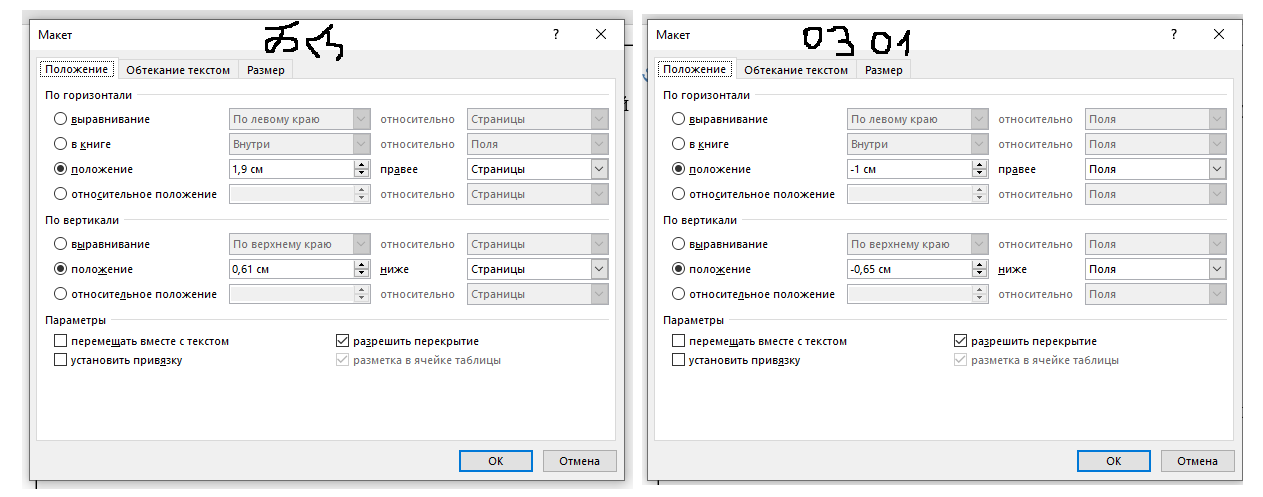 Макет ? ×
Положение Обтекание текстом Размер
По горизонтали
выравнивание По левому краю относительно Страницы
в книге Внутри относительно Поля
положение 1,9 см правее Страницы
относительное положение относительно Страницы
По вертикали
выравнивание По верхнему краю относительно Страницы
положение 0,61 см ниже Страницы
относительное положение относительно Страницы
Параметры
перемещать вместе с текстом разрешить перекрытие
установить привязку разметка в ячейке таблицы
ОК Отмена
03 01
Макет ? ×
Положение Обтекание текстом Размер
По горизонтали
выравнивание По левому краю относительно Поля
в книге Внутри относительно Поля
положение -1 см правее Поля
относительное положение относительно Поля
По вертикали
выравнивание По верхнему краю относительно Поля
положение -0,65 см ниже Поля
относительное положение относительно Поля
Параметры
перемещать вместе с текстом разрешить перекрытие
установить привязку разметка в ячейке таблицы
ОК Отмена